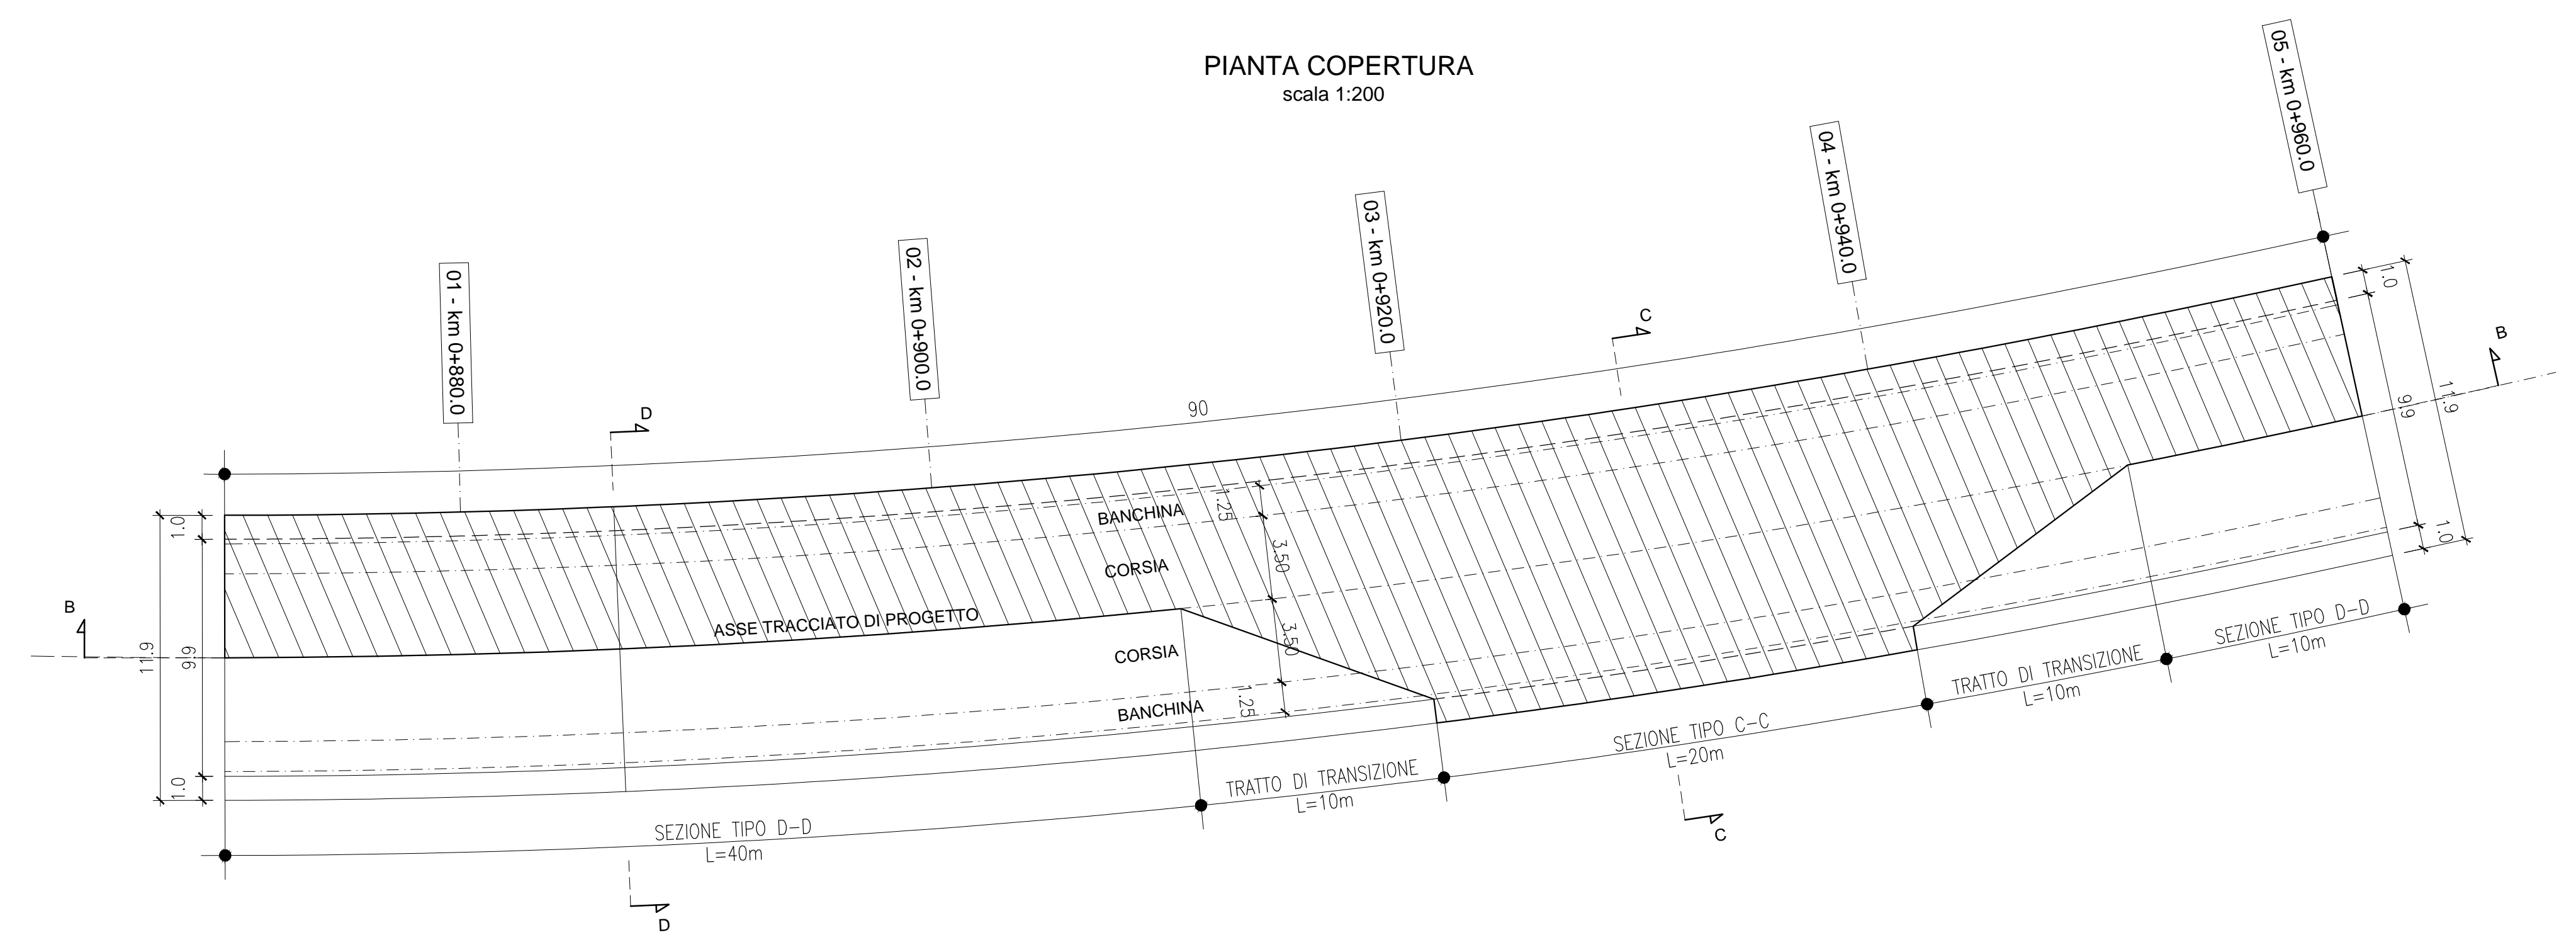 PIANTA COPERTURA
scala 1:200
01 - km 0+880.0
02 - km 0+900.0
03 - km 0+920.0
04 - km 0+940.0
05 - km 0+960.0
90
D
C
B
B
1.0
9.9
11.9
1.0
BANCHINA
1.25
CORSIA
3.50
ASSE TRACCIATO DI PROGETTO
CORSIA
3.50
BANCHINA
1.25
1.0
9.9
11.9
1.0
SEZIONE TIPO D-D
L=40m
TRATTO DI TRANSIZIONE
L=10m
SEZIONE TIPO C-C
L=20m
TRATTO DI TRANSIZIONE
L=10m
SEZIONE TIPO D-D
L=10m
D
C